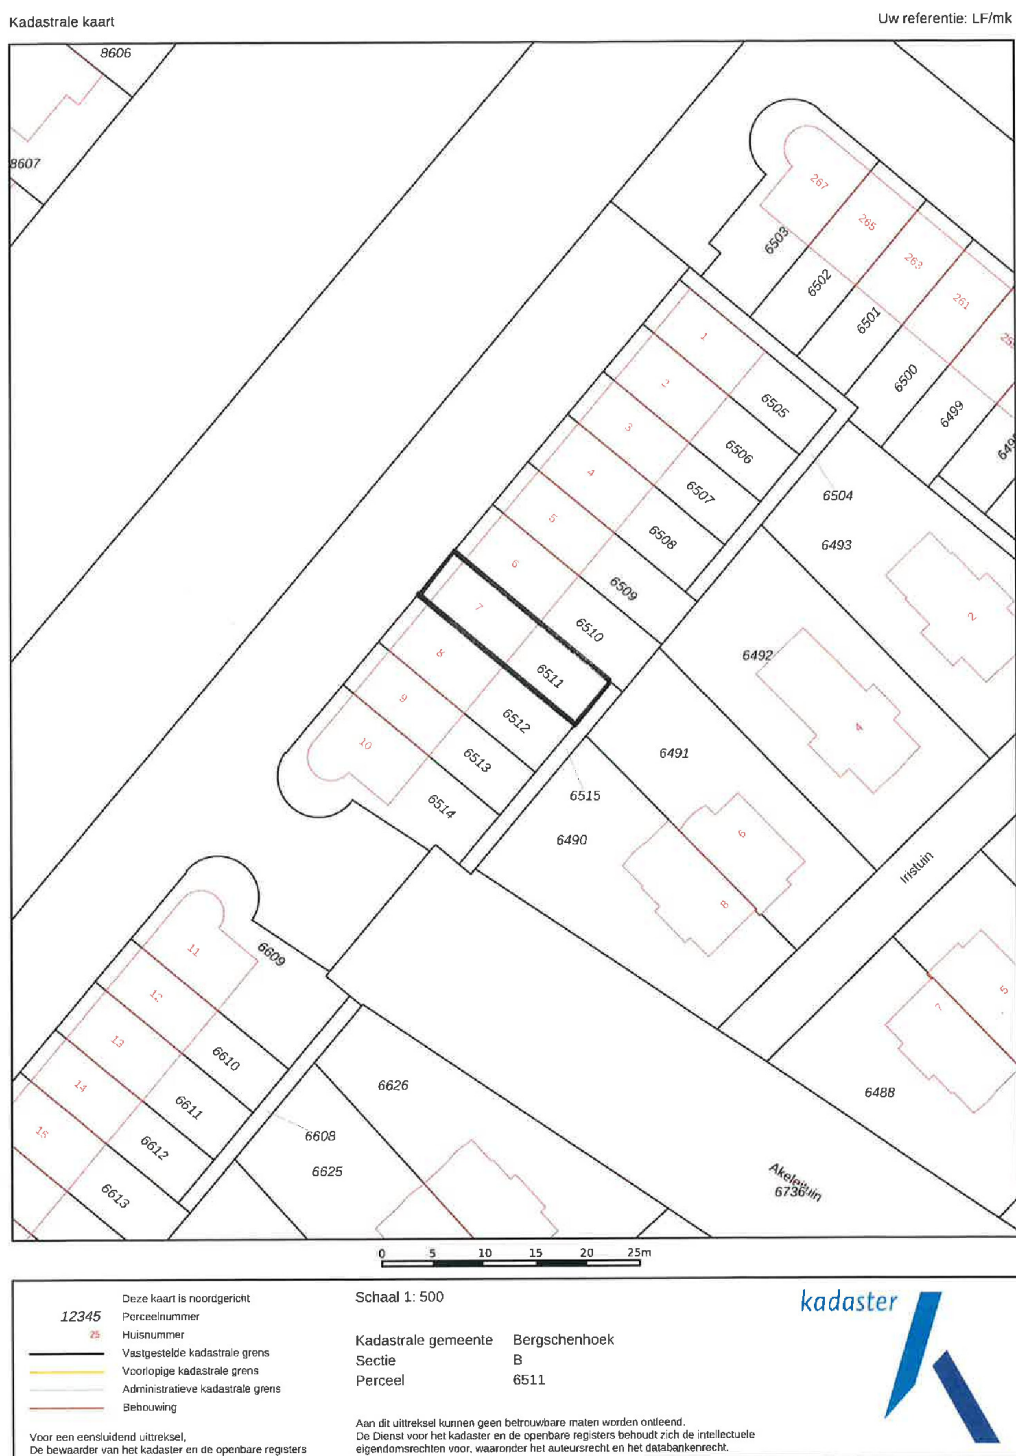 Kadastrale kaart
Uw referentie: LF/mk
8606
8607
267
265
263
261
6503
6502
6501
6500
6499
1
2
3
4
5
6
7
8
9
10
6505
6506
6507
6508
6509
6510
6511
6512
6513
6514
6504
6493
6492
6491
6515
6490
2
4
6
8
Iristuin
5
7
6488
11
12
13
14
15
6609
6610
6611
6612
6613
6626
6608
6625
Akeleituin
6736
0 5 10 15 20 25m
Deze kaart is noordgericht
12345 Perceelnummer
25 Huisnummer
Vastgestelde kadastrale grens
Voorlopige kadastrale grens
Administratieve kadastrale grens
Bebouwing
Voor een eensluidend uittreksel,
De bewaarder van het kadaster en de openbare registers
Schaal 1: 500
Kadastrale gemeente Bergschenhoek
Sectie B
Perceel 6511
Aan dit uittreksel kunnen geen betrouwbare maten worden ontleend.
De Dienst voor het kadaster en de openbare registers behoudt zich de intellectuele
eigendomsrechten voor, waaronder het auteursrecht en het databankenrecht.
kadaster